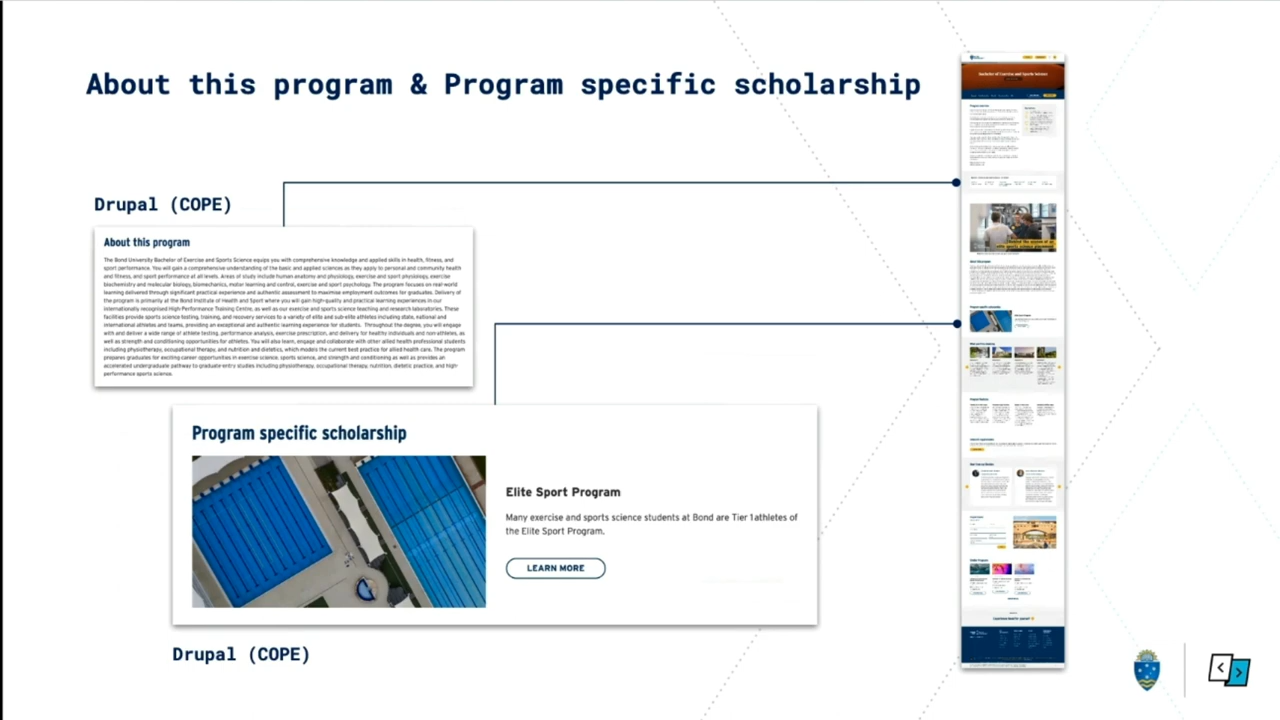 About this program & Program specific scholarship
Drupal (COPE)
About this program
The Bond University Bachelor of Exercise and Sports Science equips you with comprehensive knowledge and applied skills in health, fitness, and
sport performance. You will gain a comprehensive understanding of the basic and applied sciences as they apply to personal and community health
and fitness, and sport performance at all levels. Areas of study include human anatomy and physiology, exercise and sport physiology, exercise
biochemistry and molecular biology, biomechanics, motor learning and control, exercise and sport psychology. The program focuses on real-world
learning delivered through significant practical experience and authentic assessment to maximise employment outcomes for graduates. Delivery of
the program is primarily at the Bond Institute of Health and Sport where you will gain high-quality and practical learning experiences in our
internationally recognised High-Performance Training Centre, as well as our exercise and sports science teaching and research laboratories. These
facilities provide sports science testing, training, and recovery services to a variety of elite and sub-elite athletes including state, national and
international athletes and teams, providing an exceptional and authentic learning experience for students. Throughout the degree, you will engage
with and deliver a wide range of athlete testing, performance analysis, exercise prescription, and delivery for healthy individuals and non-athletes, as
well as strength and conditioning opportunities for athletes. You will also learn, engage and collaborate with other allied health professional students
including physiotherapy, occupational therapy, and nutrition and dietetics, which models the current best practice for allied health care. The program
prepares graduates for exciting career opportunities in exercise science, sports science, and strength and conditioning as well as provides an
accelerated undergraduate pathway to graduate entry studies including physiotherapy, occupational therapy, nutrition, dietetic practice, and high-
performance sports science.
Program specific scholarship
Elite Sport Program
Many exercise and sports science students at Bond are Tier 1 athletes of
the Elite Sport Program.
LEARN MORE
Drupal (COPE)
Bachelor of Exercise and Sports Science